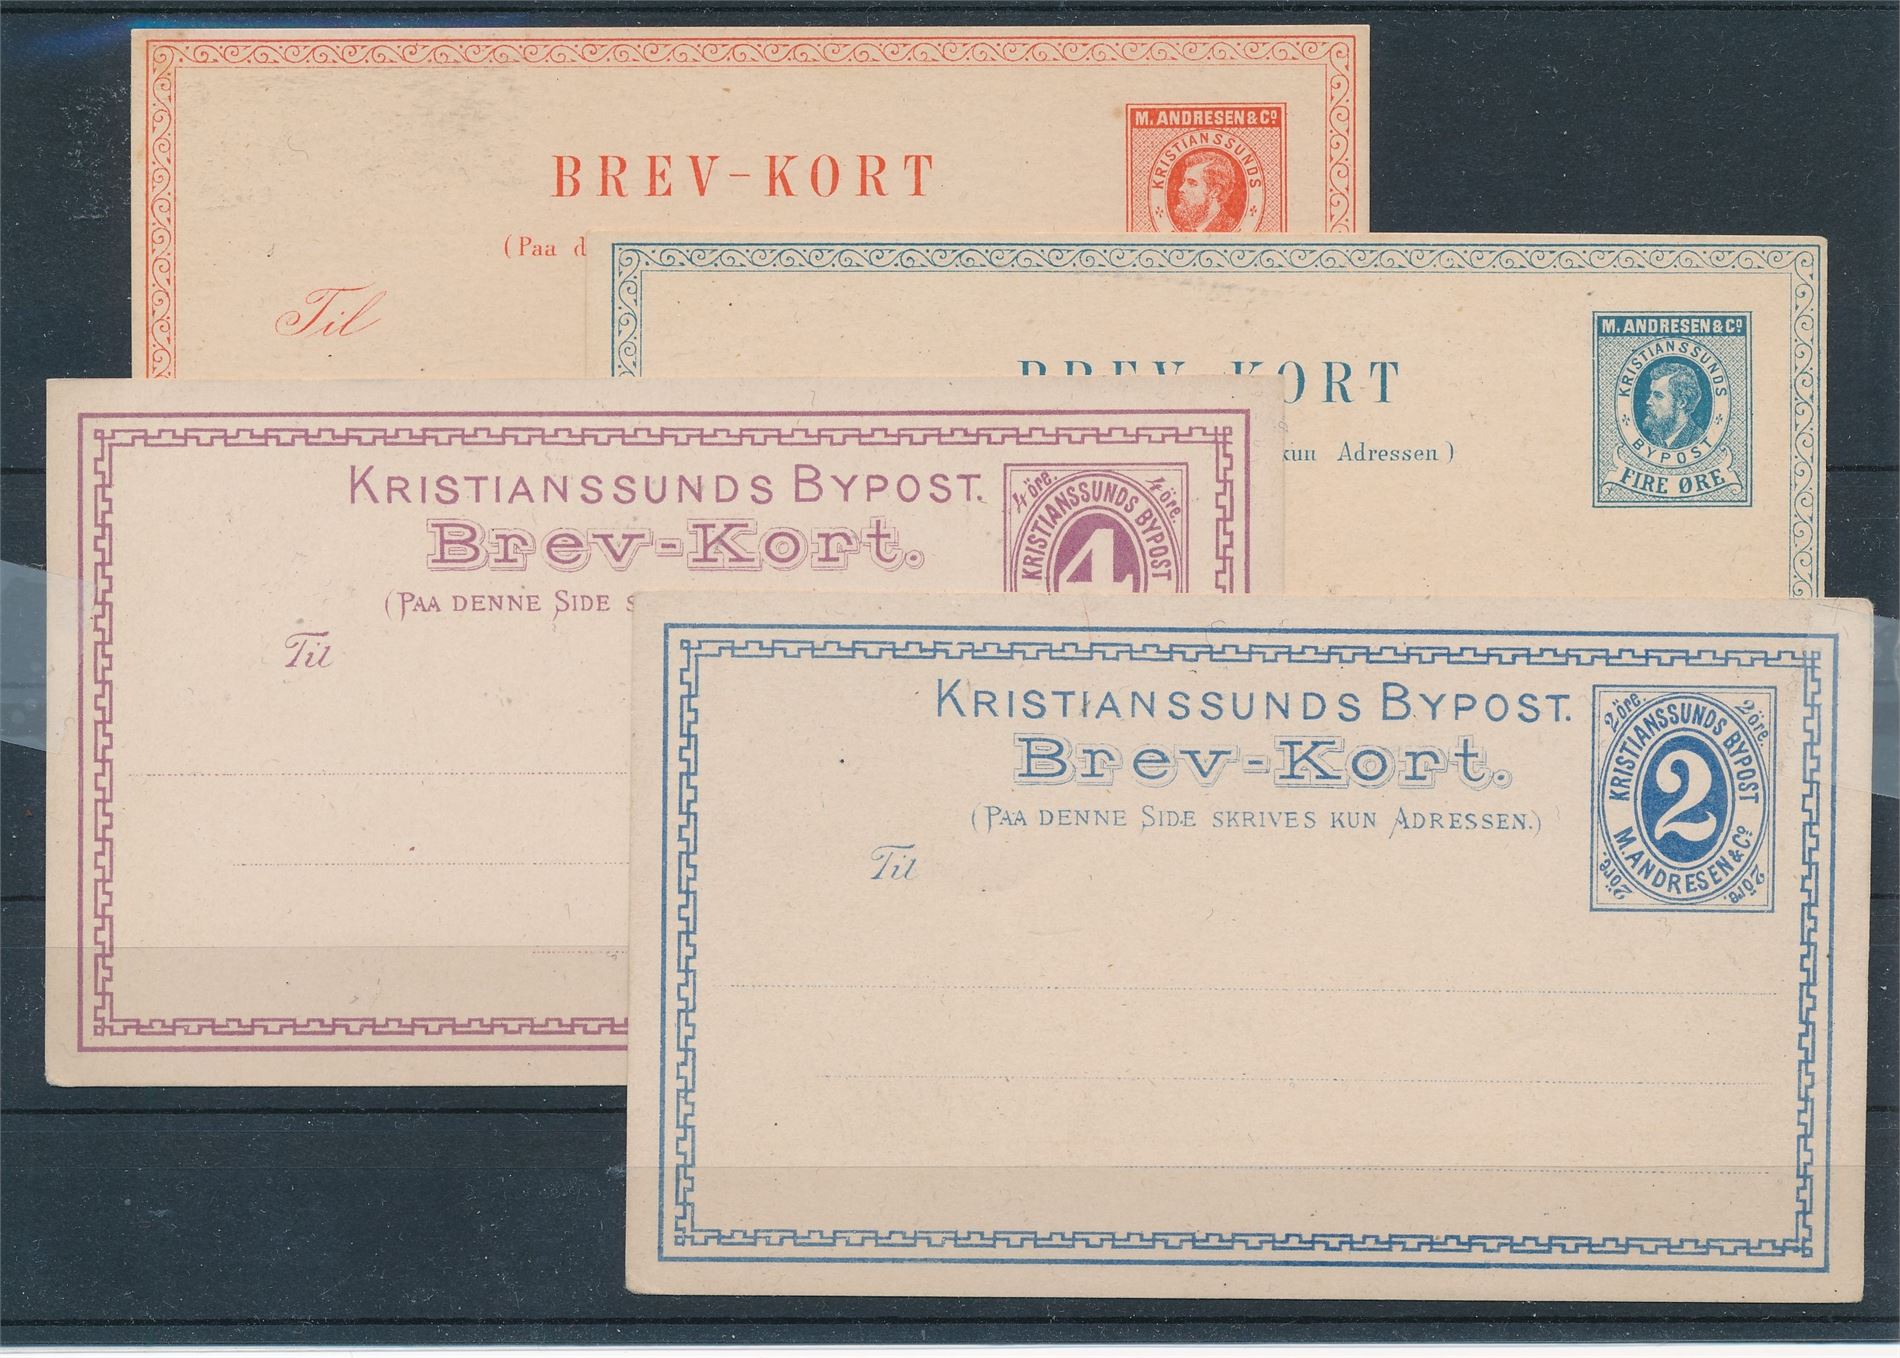 M. ANDRESEN & Cº
KRISTIANSSUNDS
BREV-KORT
(Paa d
Til
M. ANDRESEN & Cº
KRISTIANSSUNDS
BYPOST
FIRE ØRE
KORT
kun Adressen)
KRISTIANSSUNDS BYPOST.
Brev-Kort.
(PAA DENNE SIDE S
Til
4 öre. 4 öre.
KRISTIANSSUNDS BYPOST
4
KRISTIANSSUNDS BYPOST.
Brev-Kort.
(PAA DENNE SIDE SKRIVES KUN ADRESSEN.)
Til
2 öre. 2 öre.
KRISTIANSSUNDS BYPOST
2
M. ANDRESEN & Cº
2 öre. 2 öre.